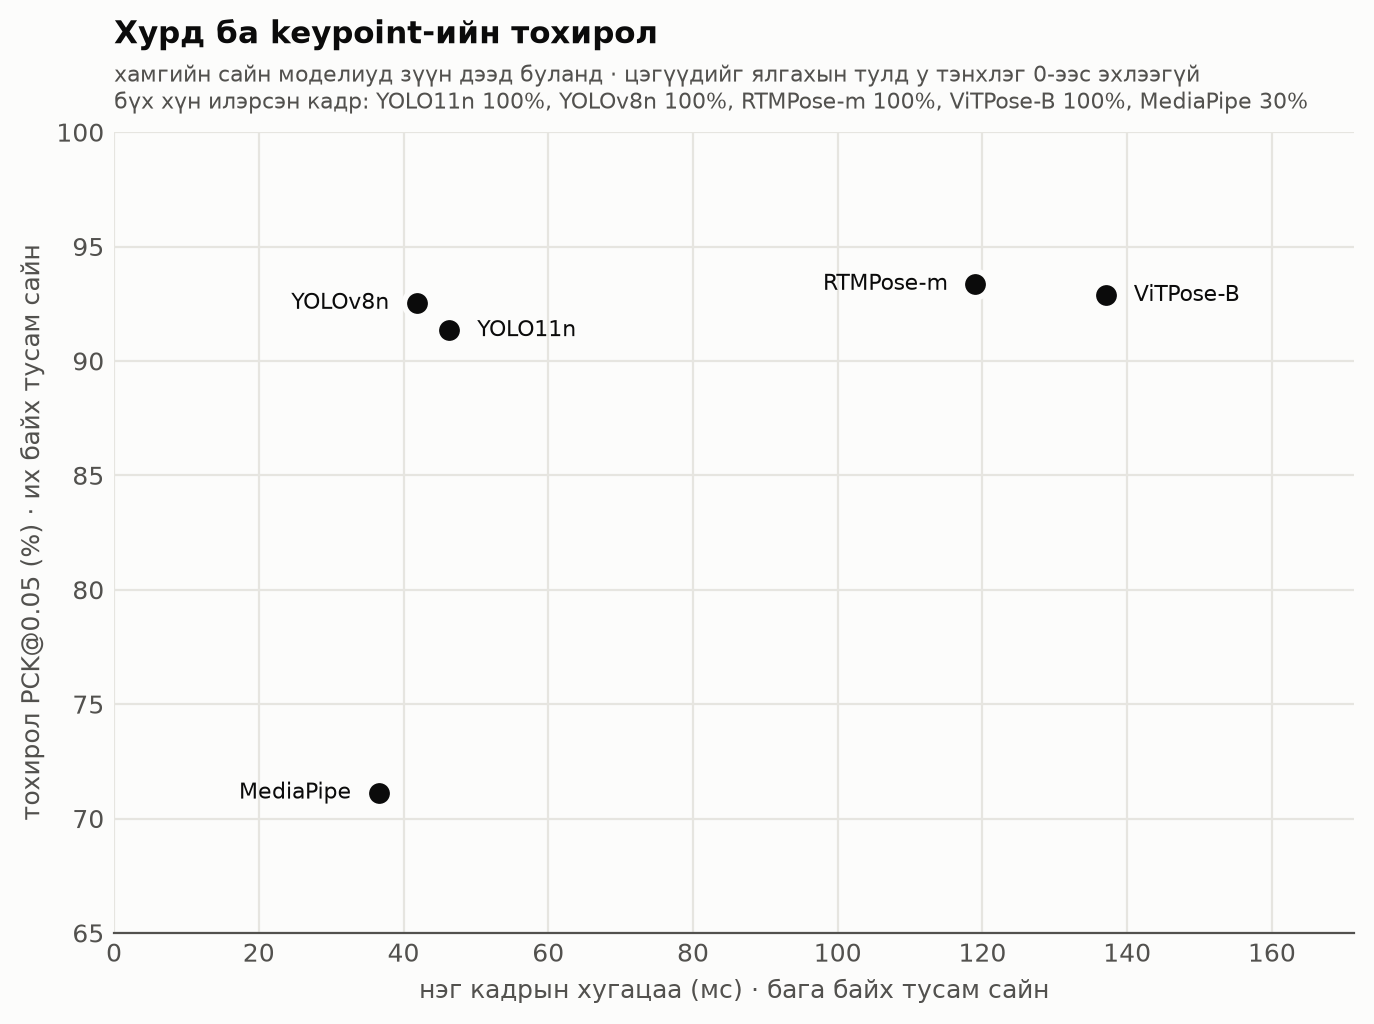 Хурд ба keypoint-ийн тохирол
хамгийн сайн моделиуд зүүн дээд буланд · цэгүүдийг ялгахын тулд y тэнхлэг 0-ээс эхлээгүй
бүх хүн илэрсэн кадр: YOLO11n 100%, YOLOv8n 100%, RTMPose-m 100%, ViTPose-B 100%, MediaPipe 30%
тохирол PCK@0.05 (%) · их байх тусам сайн
100
95
90
85
80
75
70
65
RTMPose-m
ViTPose-B
YOLOv8n
YOLO11n
MediaPipe
0 20 40 60 80 100 120 140 160
нэг кадрын хугацаа (мс) · бага байх тусам сайн